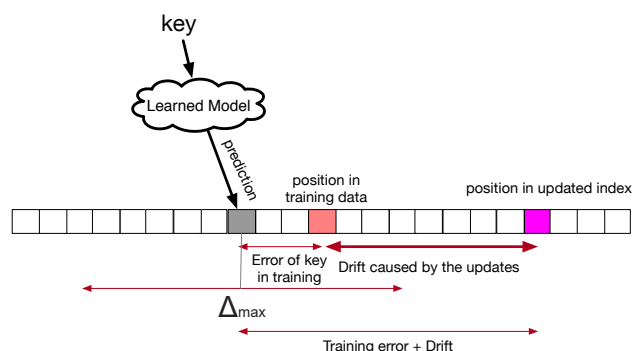 key
Learned Model
prediction
position in
training data
position in updated index
Error of key
in training
Drift caused by the updates
Δmax
Training error + Drift